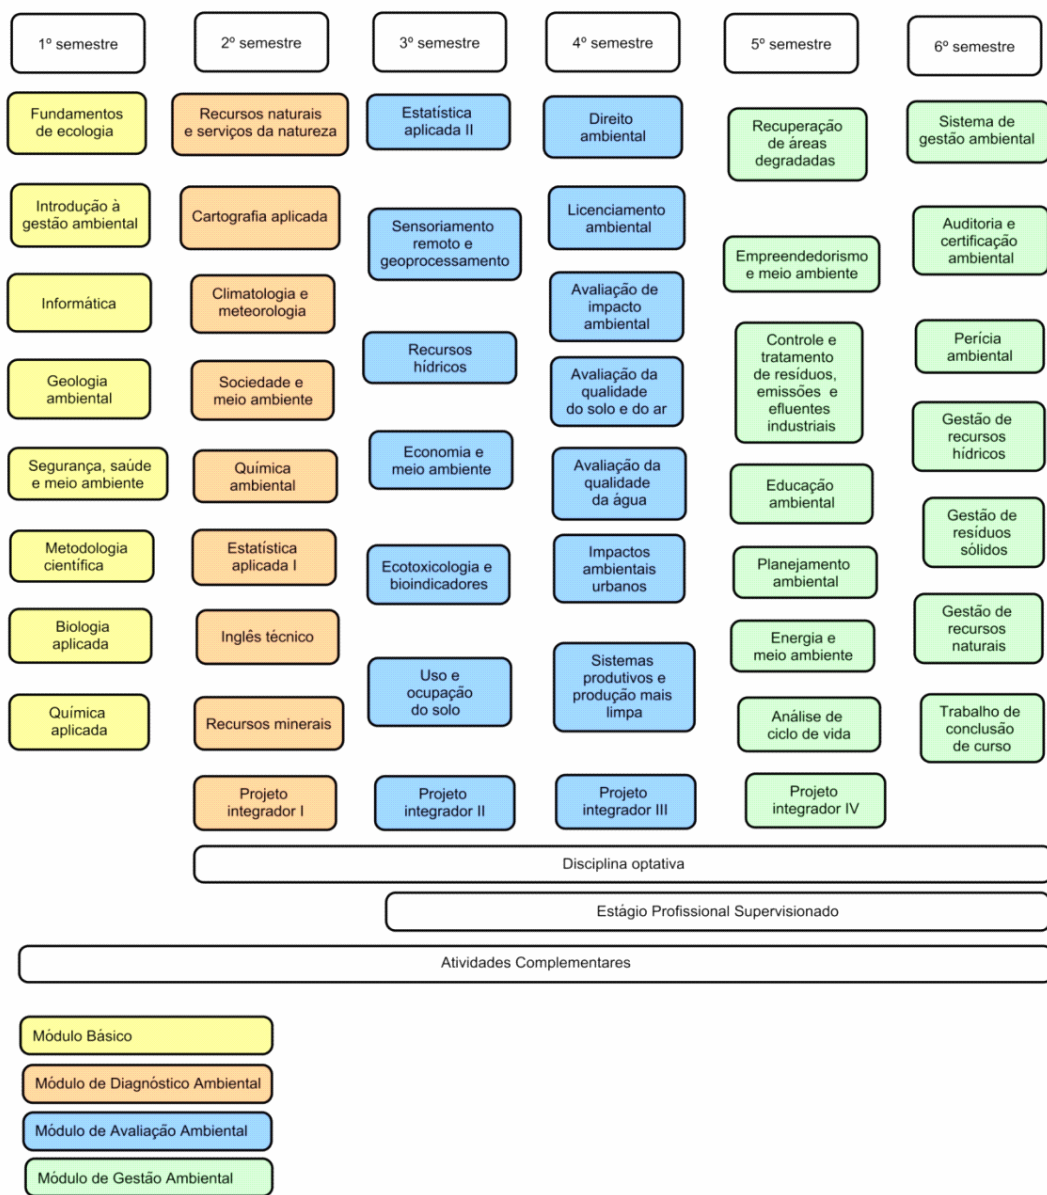 1º semestre
2º semestre
3º semestre
4º semestre
5º semestre
6º semestre
Fundamentos
de ecologia
Recursos naturais
e serviços da natureza
Estatística
aplicada II
Direito
ambiental
Recuperação
de áreas
degradadas
Sistema de
gestão ambiental
Introdução à
gestão ambiental
Cartografia aplicada
Sensoriamento
remoto e
geoprocessamento
Licenciamento
ambiental
Empreendedorismo
e meio ambiente
Auditoria e
certificação
ambiental
Informática
Climatologia e
meteorologia
Recursos
hídricos
Avaliação de
impacto
ambiental
Controle e
tratamento
de resíduos,
emissões e
efluentes
industriais
Perícia
ambiental
Geologia
ambiental
Sociedade e
meio ambiente
Economia e
meio ambiente
Avaliação da
qualidade
do solo e do ar
Educação
ambiental
Gestão de
recursos
hídricos
Segurança, saúde
e meio ambiente
Química
ambiental
Ecotoxicologia e
bioindicadores
Avaliação da
qualidade
da água
Planejamento
ambiental
Gestão de
resíduos
sólidos
Metodologia
científica
Estatística
aplicada I
Uso e
ocupação
do solo
Impactos
ambientais
urbanos
Energia e
meio ambiente
Gestão de
recursos
naturais
Biologia
aplicada
Inglês técnico
Sistemas
produtivos e
produção mais
limpa
Análise de
ciclo de vida
Trabalho de
conclusão
de curso
Química
aplicada
Recursos minerais
Projeto
integrador I
Projeto
integrador II
Projeto
integrador III
Projeto
integrador IV
Disciplina optativa
Estágio Profissional Supervisionado
Atividades Complementares
Módulo Básico
Módulo de Diagnóstico Ambiental
Módulo de Avaliação Ambiental
Módulo de Gestão Ambiental